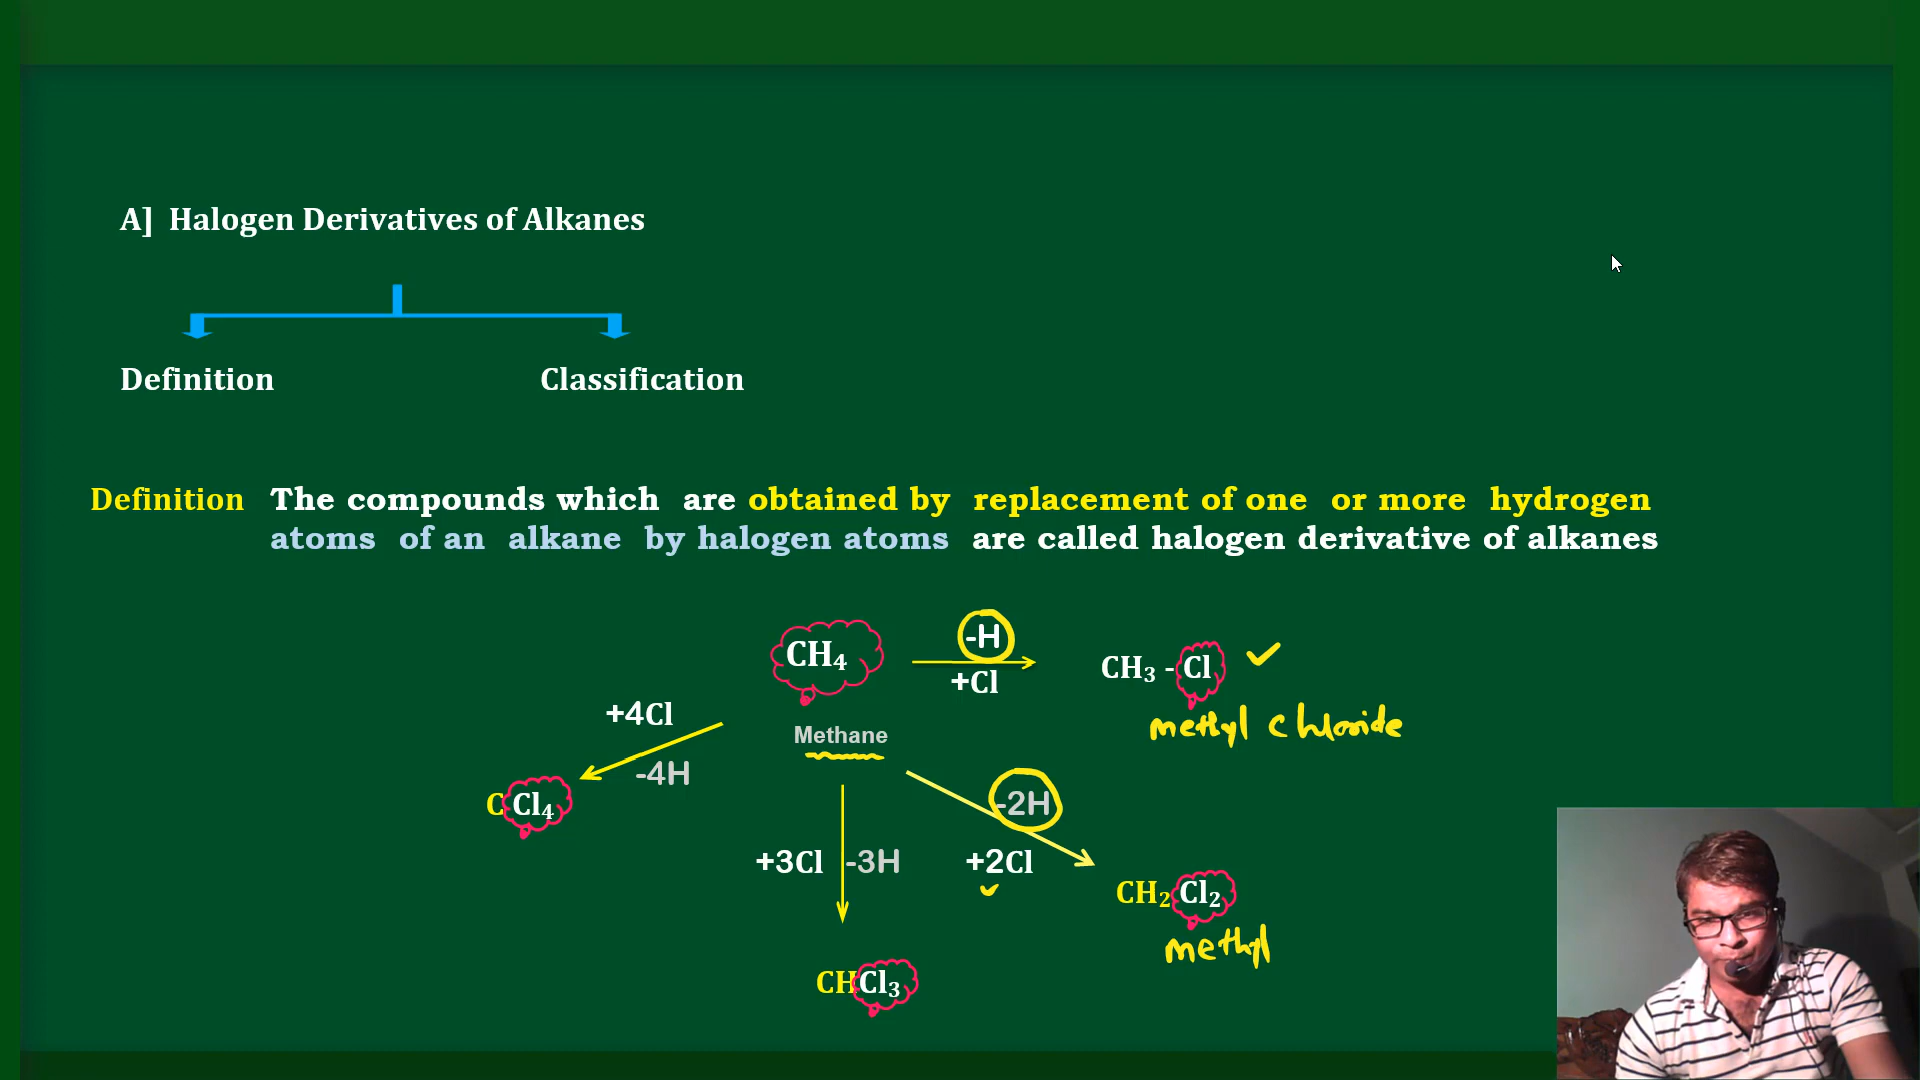 A] Halogen Derivatives of Alkanes
Definition
Classification
Definition The compounds which are obtained by replacement of one or more hydrogen
atoms of an alkane by halogen atoms are called halogen derivative of alkanes
CH₄
-H
+Cl
CH₃ - Cl
methyl chloride
+4Cl
-4H
Methane
CCl₄
-2H
+2Cl
+3Cl
-3H
CH₂Cl₂
methyl
CHCl₃